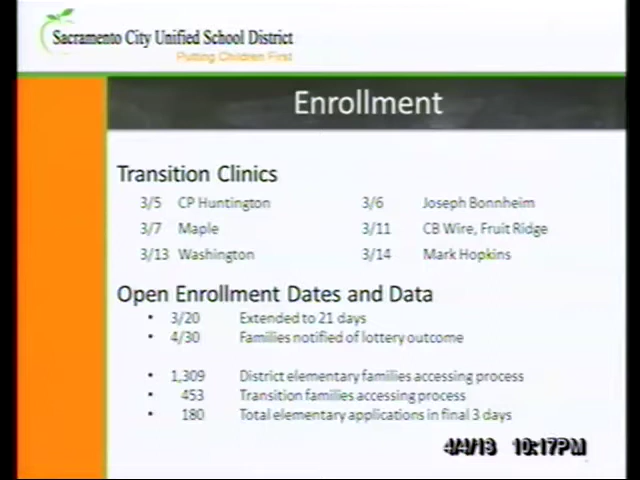 Sacramento City Unified School District
Putting Children First
Enrollment
Transition Clinics
3/5 CP Huntington 3/6 Joseph Bonnheim
3/7 Maple 3/11 CB Wire, Fruit Ridge
3/13 Washington 3/14 Mark Hopkins
Open Enrollment Dates and Data
• 3/20 Extended to 21 days
• 4/30 Families notified of lottery outcome
• 1,309 District elementary families accessing process
• 453 Transition families accessing process
• 180 Total elementary applications in final 3 days
4/4/13 10:17PM